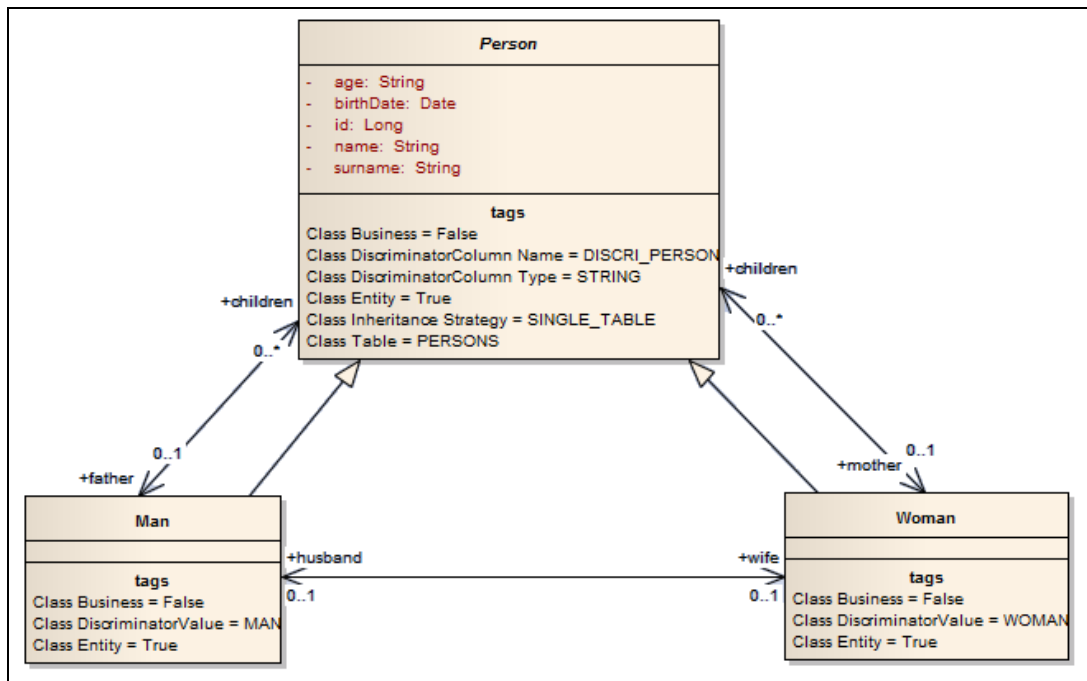 Person
- age: String
- birthDate: Date
- id: Long
- name: String
- surname: String
tags
Class Business = False
Class DiscriminatorColumn Name = DISCRI_PERSON
Class DiscriminatorColumn Type = STRING
Class Entity = True
Class Inheritance Strategy = SINGLE_TABLE
Class Table = PERSONS
+children
0..*
+children
0..*
0..1
+father
0..1
+mother
Man
tags
Class Business = False
Class DiscriminatorValue = MAN
Class Entity = True
+husband
0..1
+wife
0..1
Woman
tags
Class Business = False
Class DiscriminatorValue = WOMAN
Class Entity = True